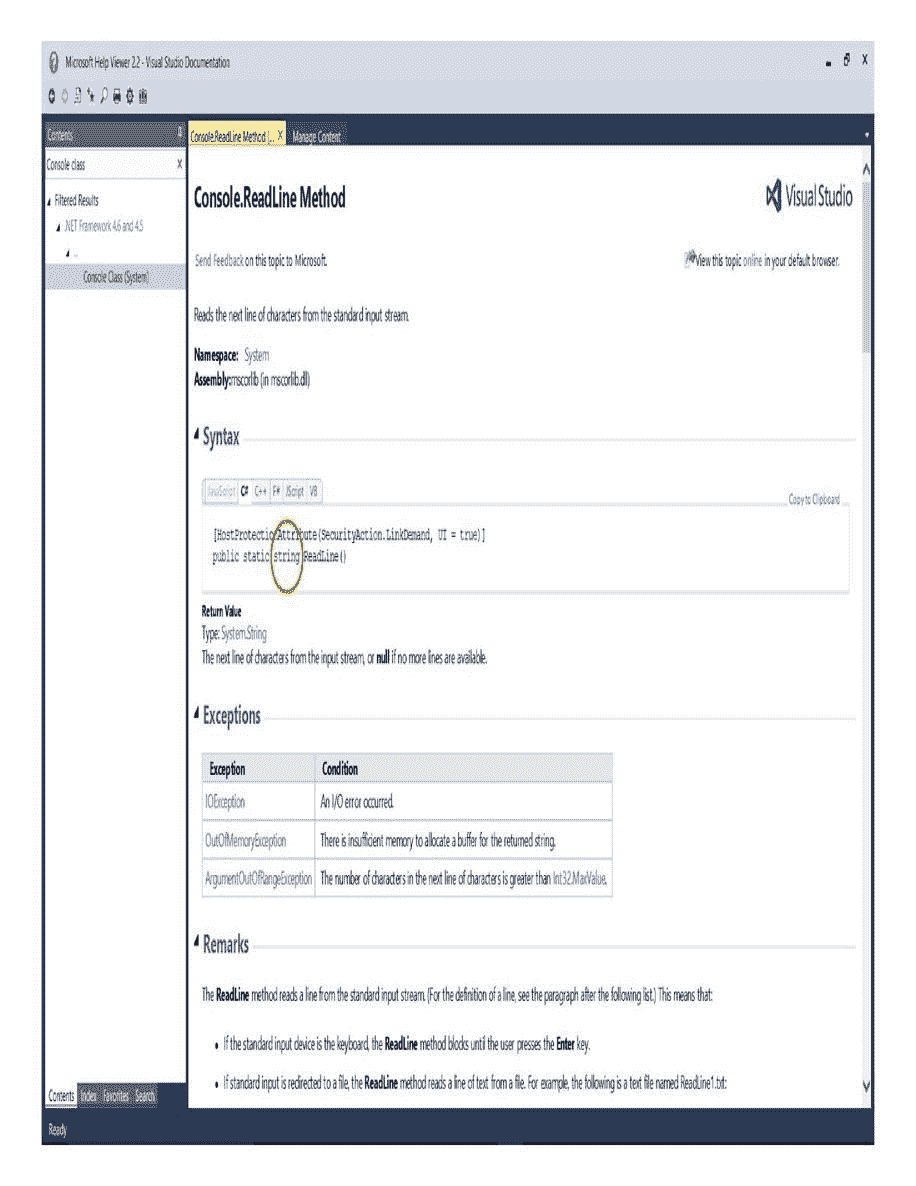 Microsoft Help Viewer 2.2 - Visual Studio Documentation
Contents
Console.ReadLine Method (... X Manage Content
Console class X
Filtered Results
.NET Framework 4.6 and 4.5
...
Console Class (System)
Console.ReadLine Method
Visual Studio
Send Feedback on this topic to Microsoft.
View this topic online in your default browser.
Reads the next line of characters from the standard input stream.
Namespace: System
Assembly:mscorlib (in mscorlib.dll)
Syntax
JavaScript C# C++ F# JScript VB
Copy to Clipboard
[HostProtectionAttribute(SecurityAction.LinkDemand, UI = true)]
public static string ReadLine()
Return Value
Type: System.String
The next line of characters from the input stream, or null if no more lines are available.
Exceptions
Exception Condition
IOException An I/O error occurred.
OutOfMemoryException There is insufficient memory to allocate a buffer for the returned string.
ArgumentOutOfRangeException The number of characters in the next line of characters is greater than Int32.MaxValue.
Remarks
The ReadLine method reads a line from the standard input stream. (For the definition of a line, see the paragraph after the following list.) This means that:
• If the standard input device is the keyboard, the ReadLine method blocks until the user presses the Enter key.
• If standard input is redirected to a file, the ReadLine method reads a line of text from a file. For example, the following is a text file named ReadLine1.txt:
Contents Index Favorites Search
Ready